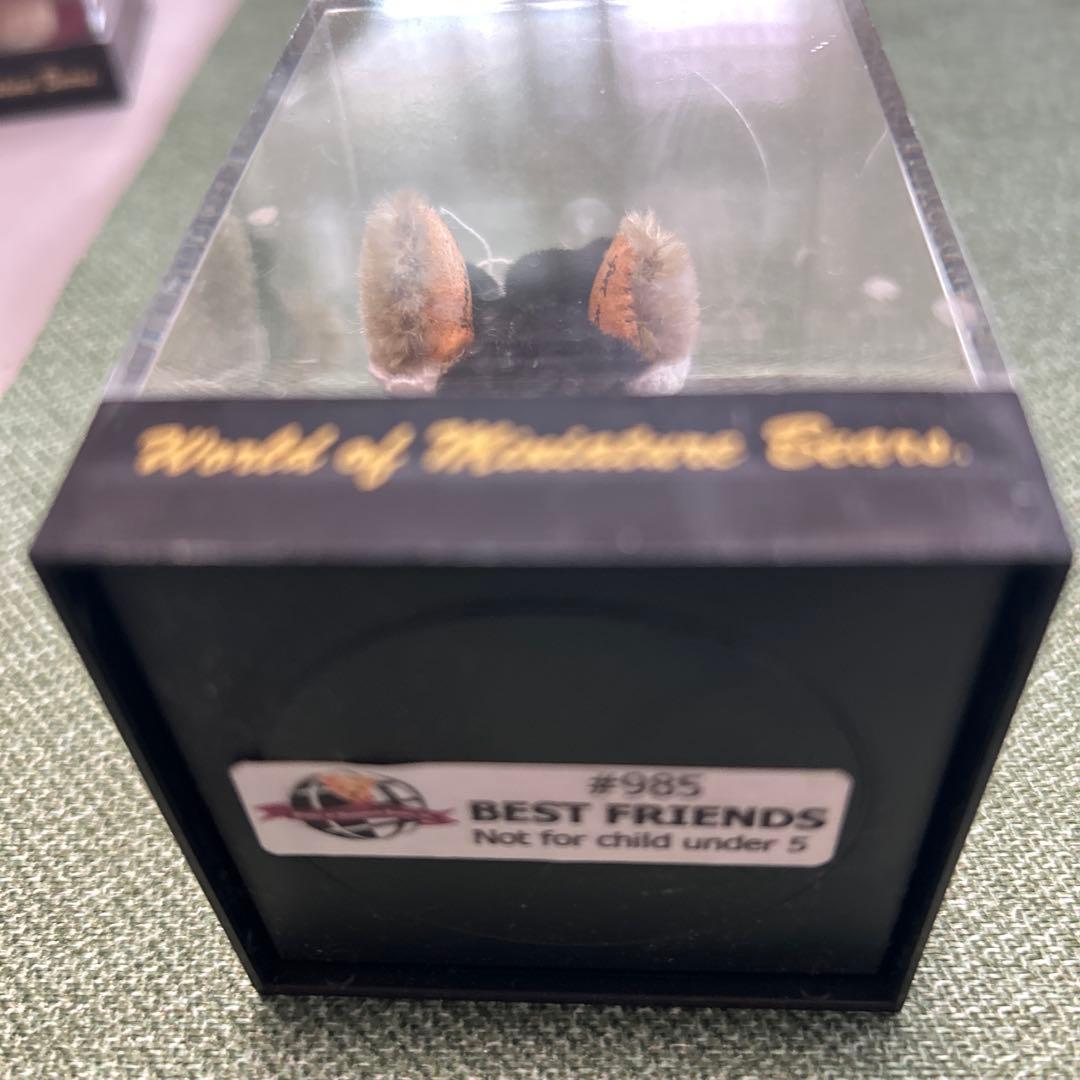 World of Miniature Bears.
#985
BEST FRIENDS
Not for child under 5